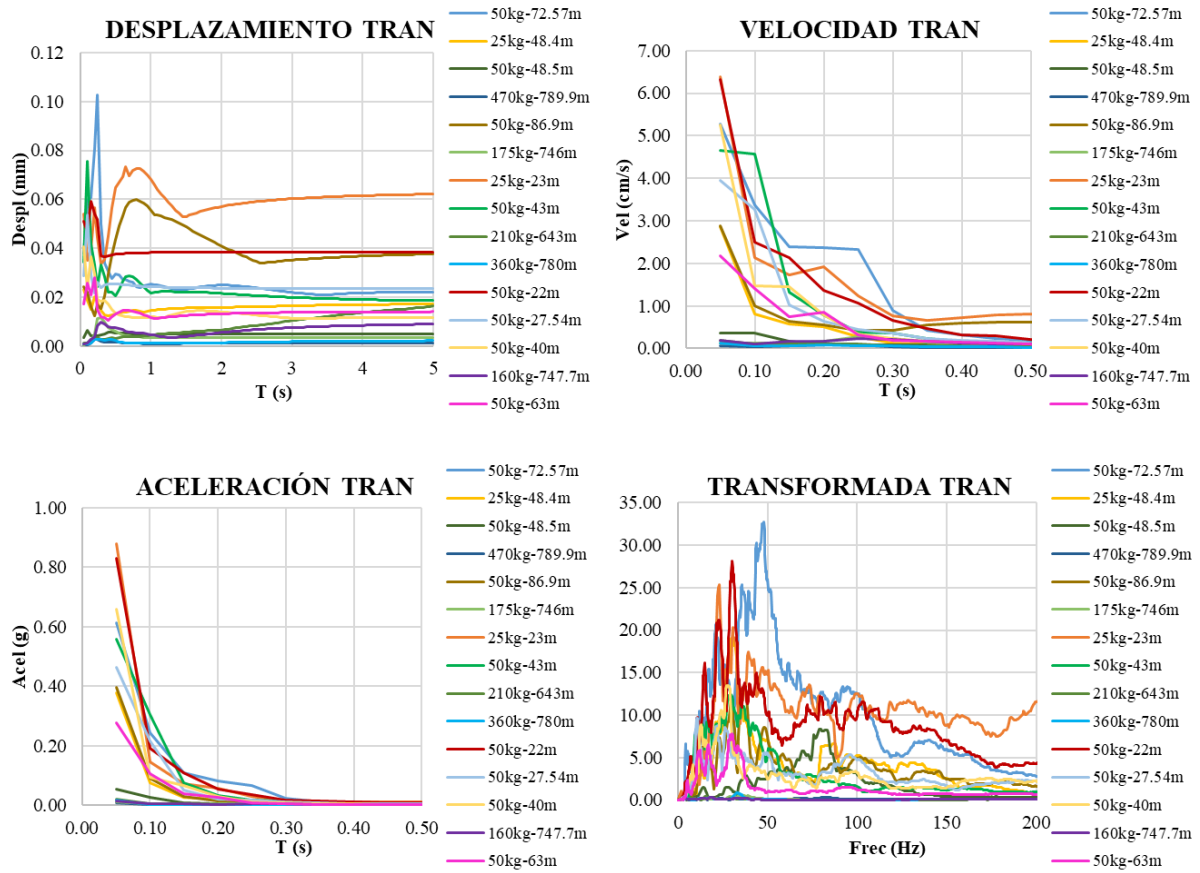 DESPLAZAMIENTO TRAN
Despl (mm)
0.12
0.10
0.08
0.06
0.04
0.02
0.00
0 1 2 3 4 5
T (s)
50kg-72.57m
25kg-48.4m
50kg-48.5m
470kg-789.9m
50kg-86.9m
175kg-746m
25kg-23m
50kg-43m
210kg-643m
360kg-780m
50kg-22m
50kg-27.54m
50kg-40m
160kg-747.7m
50kg-63m
VELOCIDAD TRAN
Vel (cm/s)
7.00
6.00
5.00
4.00
3.00
2.00
1.00
0.00
0.00 0.10 0.20 0.30 0.40 0.50
T (s)
50kg-72.57m
25kg-48.4m
50kg-48.5m
470kg-789.9m
50kg-86.9m
175kg-746m
25kg-23m
50kg-43m
210kg-643m
360kg-780m
50kg-22m
50kg-27.54m
50kg-40m
160kg-747.7m
50kg-63m
ACELERACIÓN TRAN
Acel (g)
1.00
0.80
0.60
0.40
0.20
0.00
0.00 0.10 0.20 0.30 0.40 0.50
T (s)
50kg-72.57m
25kg-48.4m
50kg-48.5m
470kg-789.9m
50kg-86.9m
175kg-746m
25kg-23m
50kg-43m
210kg-643m
360kg-780m
50kg-22m
50kg-27.54m
50kg-40m
160kg-747.7m
50kg-63m
TRANSFORMADA TRAN
35.00
30.00
25.00
20.00
15.00
10.00
5.00
0.00
0 50 100 150 200
Frec (Hz)
50kg-72.57m
25kg-48.4m
50kg-48.5m
470kg-789.9m
50kg-86.9m
175kg-746m
25kg-23m
50kg-43m
210kg-643m
360kg-780m
50kg-22m
50kg-27.54m
50kg-40m
160kg-747.7m
50kg-63m